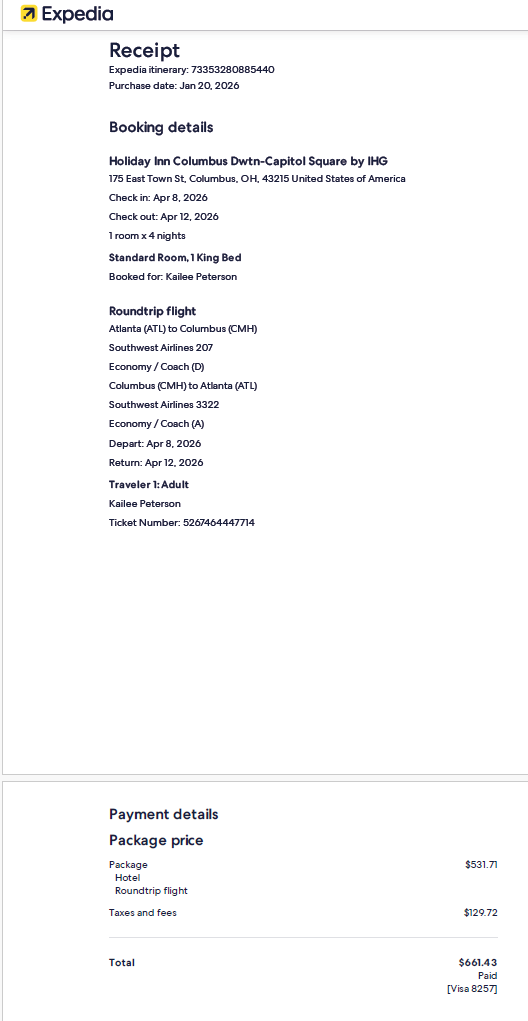 Expedia
Receipt
Expedia itinerary: 73353280885440
Purchase date: Jan 20, 2026
Booking details
Holiday Inn Columbus Dwtn-Capitol Square by IHG
175 East Town St, Columbus, OH, 43215 United States of America
Check in: Apr 8, 2026
Check out: Apr 12, 2026
1 room x 4 nights
Standard Room, 1 King Bed
Booked for: Kailee Peterson
Roundtrip flight
Atlanta (ATL) to Columbus (CMH)
Southwest Airlines 207
Economy / Coach (D)
Columbus (CMH) to Atlanta (ATL)
Southwest Airlines 3322
Economy / Coach (A)
Depart: Apr 8, 2026
Return: Apr 12, 2026
Traveler 1: Adult
Kailee Peterson
Ticket Number: 5267464447714
Payment details
Package price
Package $531.71
Hotel
Roundtrip flight
Taxes and fees $129.72
Total $661.43
Paid
[Visa 8257]